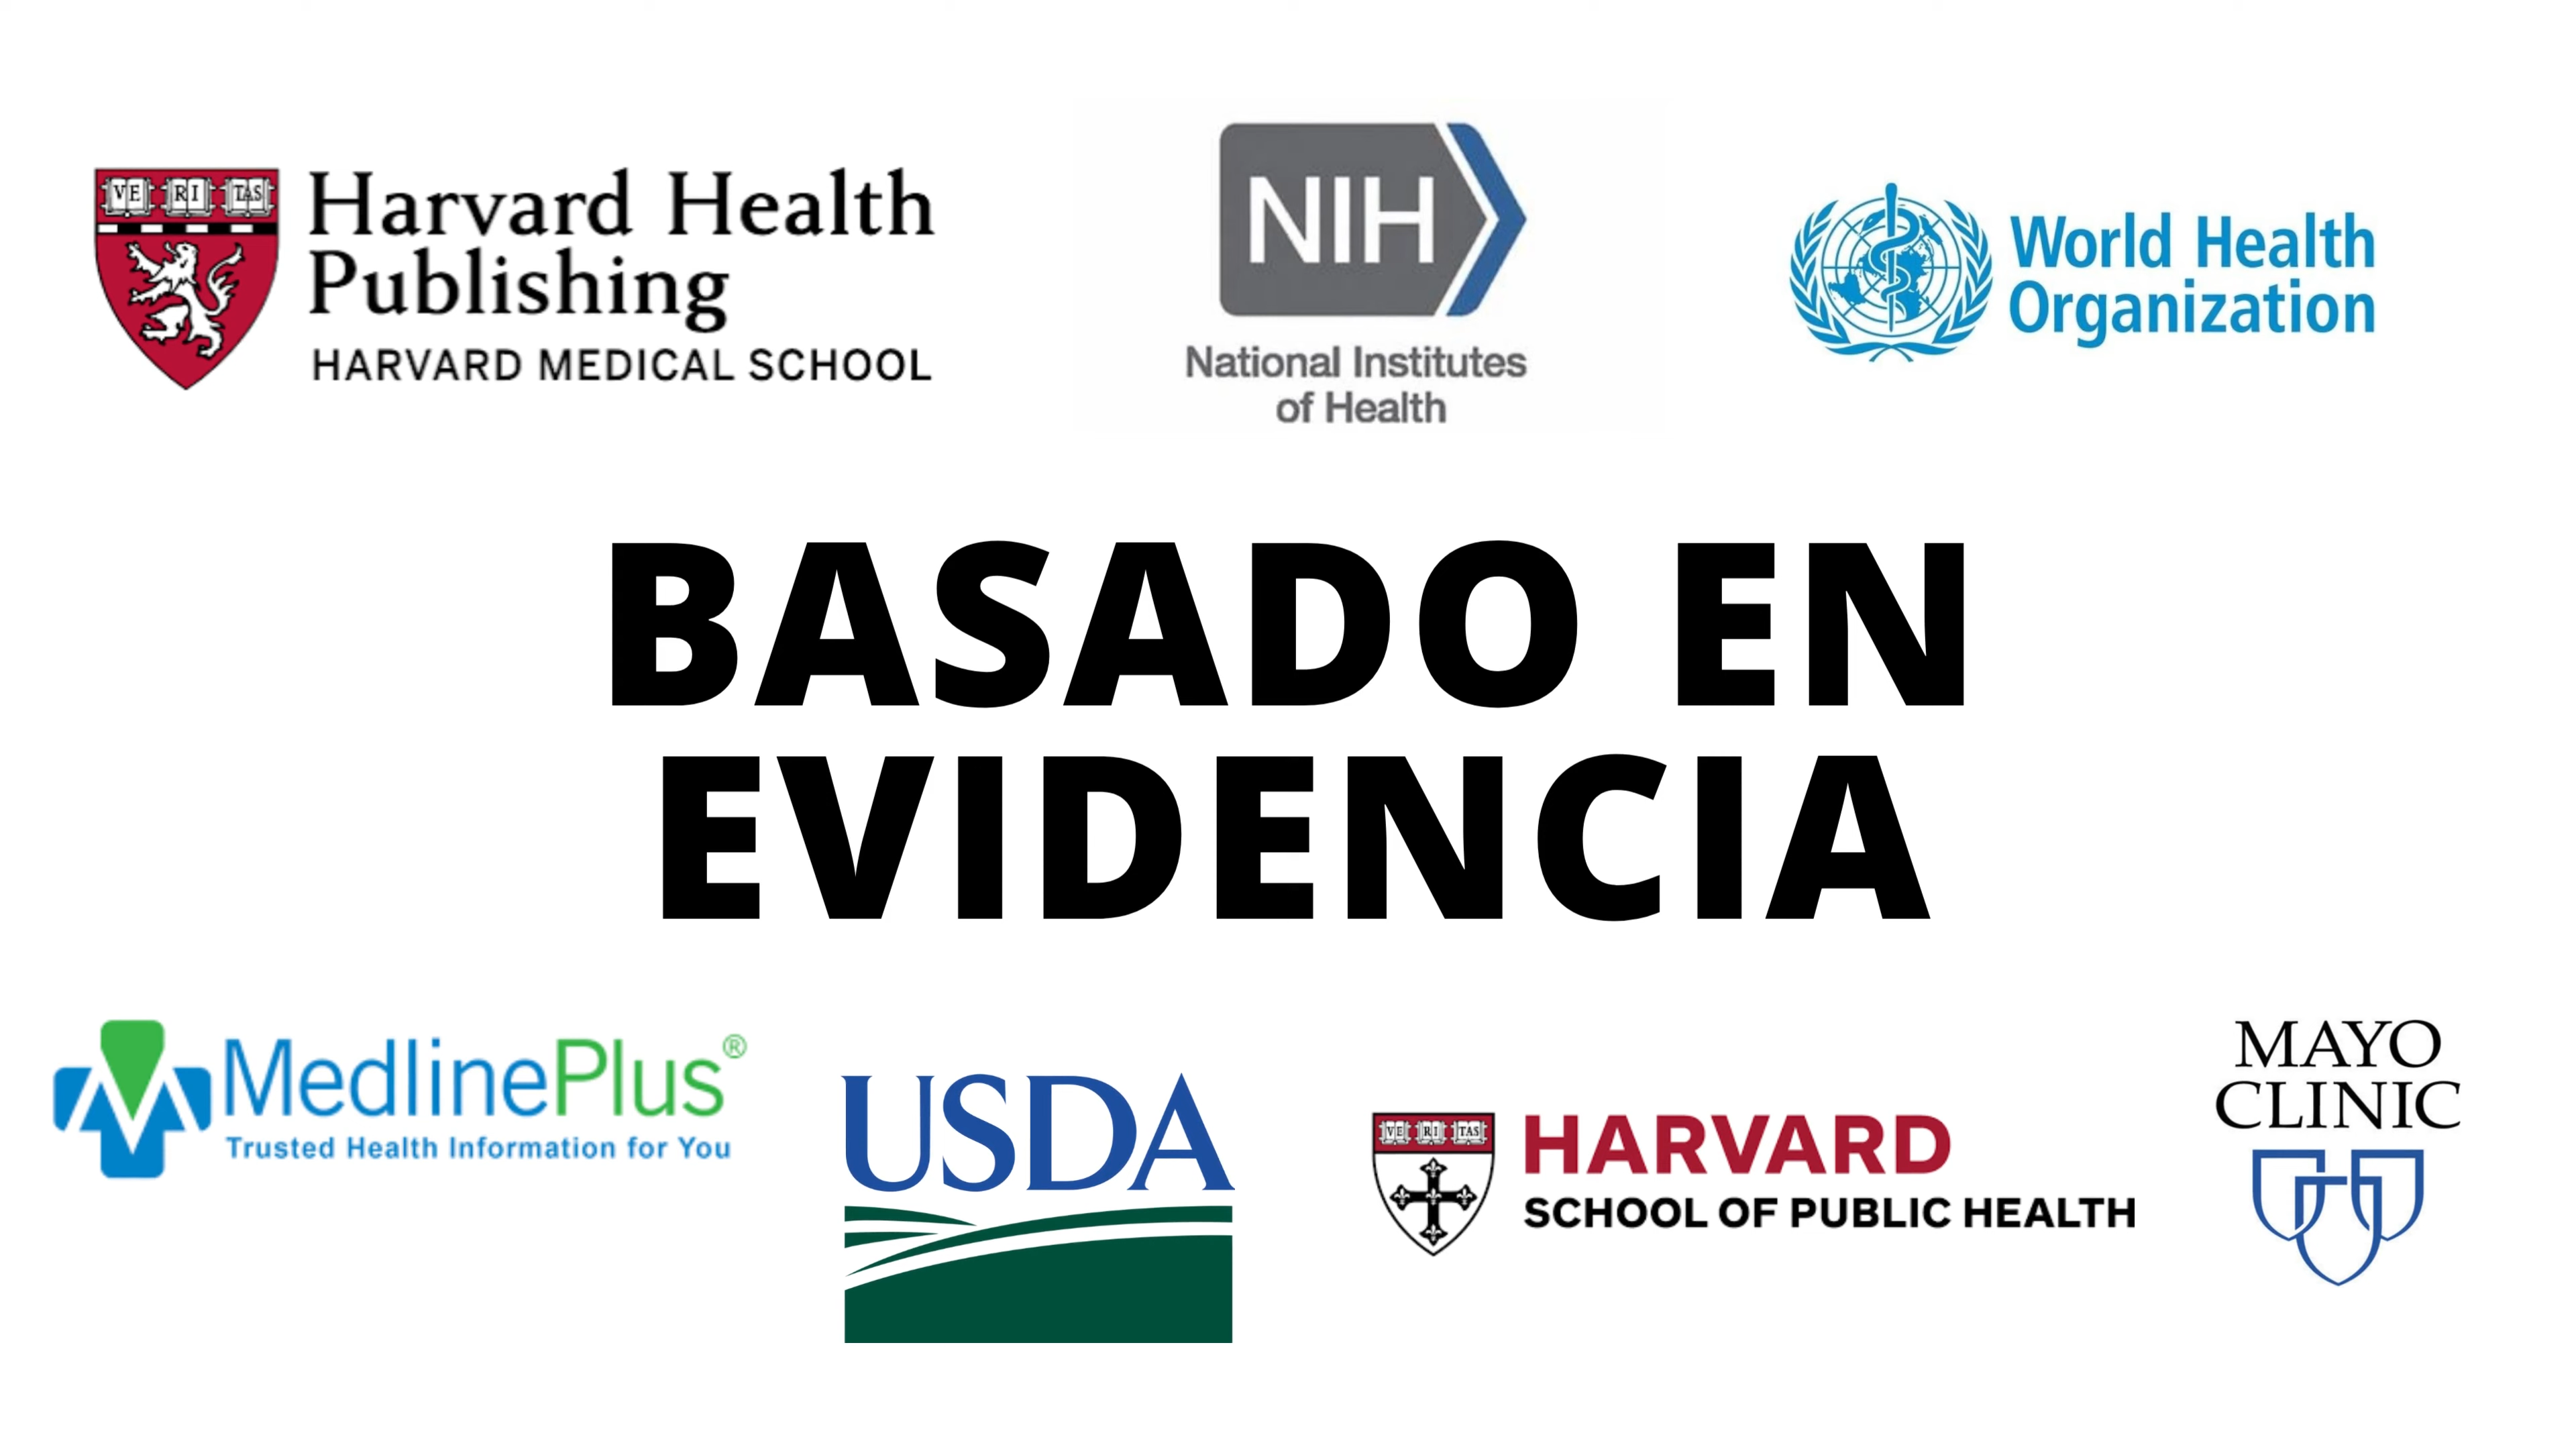 VE RI TAS
Harvard Health
Publishing
HARVARD MEDICAL SCHOOL
NIH
National Institutes
of Health
World Health
Organization
BASADO EN
EVIDENCIA
MedlinePlus®
Trusted Health Information for You
USDA
VE RI TAS
HARVARD
SCHOOL OF PUBLIC HEALTH
MAYO
CLINIC